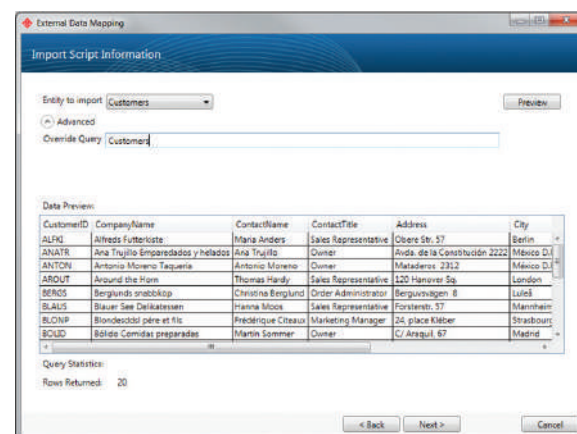 External Data Mapping
Import Script Information
Entity to import Customers Preview
Advanced
Override Query Customers
Data Preview:
CustomerID CompanyName ContactName ContactTitle Address City
ALFKI Alfreds Futterkiste Maria Anders Sales Representative Obere Str. 57 Berlin
ANATR Ana Trujillo Emparedados y helados Ana Trujillo Owner Avda. de la Constitución 2222 México D.
ANTON Antonio Moreno Taquería Antonio Moreno Owner Mataderos 2312 México D.
AROUT Around the Horn Thomas Hardy Sales Representative 120 Hanover Sq. London
BERGS Berglunds snabbköp Christina Berglund Order Administrator Berguvsvägen 8 Luleå
BLAUS Blauer See Delikatessen Hanna Moos Sales Representative Forsterstr. 57 Mannheim
BLONP Blondesddsl père et fils Frédérique Citeaux Marketing Manager 24, place Kléber Strasbourg
BOLID Bólido Comidas preparadas Martín Sommer Owner C/ Araquil, 67 Madrid
Query Statistics:
Rows Returned: 20
< Back Next > Cancel